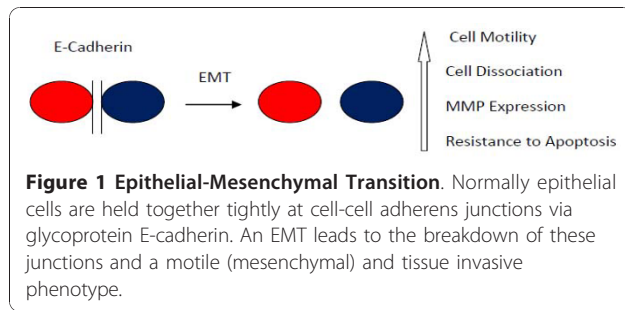 E-Cadherin
EMT
Cell Motility
Cell Dissociation
MMP Expression
Resistance to Apoptosis
Figure 1 Epithelial-Mesenchymal Transition. Normally epithelial
cells are held together tightly at cell-cell adherens junctions via
glycoprotein E-cadherin. An EMT leads to the breakdown of these
junctions and a motile (mesenchymal) and tissue invasive
phenotype.